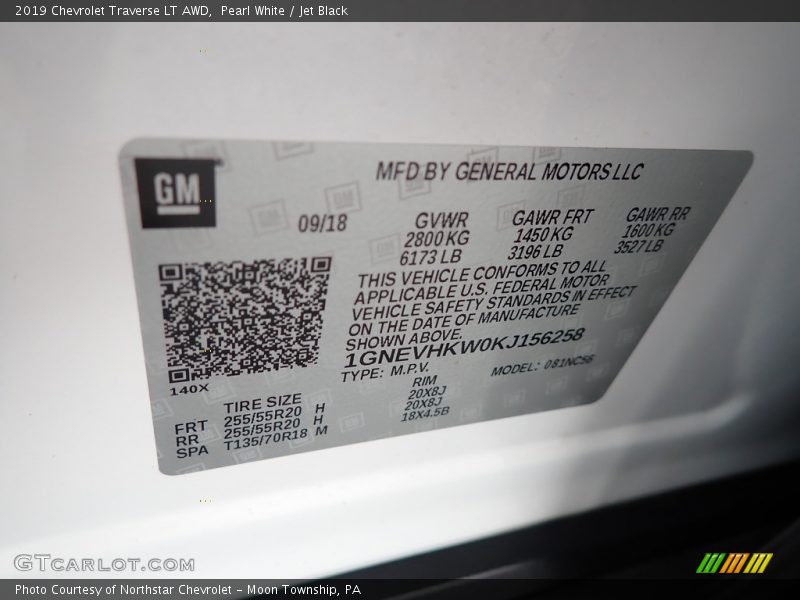 2019 Chevrolet Traverse LT AWD, Pearl White / Jet Black
GM
MFD BY GENERAL MOTORS LLC
09/18
GVWR
2800 KG
6173 LB
GAWR FRT
1450 KG
3196 LB
GAWR RR
1600 KG
3527 LB
THIS VEHICLE CONFORMS TO ALL
APPLICABLE U.S. FEDERAL MOTOR
VEHICLE SAFETY STANDARDS IN EFFECT
ON THE DATE OF MANUFACTURE
SHOWN ABOVE.
1GNEVHKW0KJ156258
TYPE: M.P.V.
MODEL: 081NC56
140X
TIRE SIZE
RIM
FRT 255/55R20 H 20X8J
RR 255/55R20 H 20X8J
SPA T135/70R18 M 18X4.5B
GTCARLOT.COM
Photo Courtesy of Northstar Chevrolet - Moon Township, PA